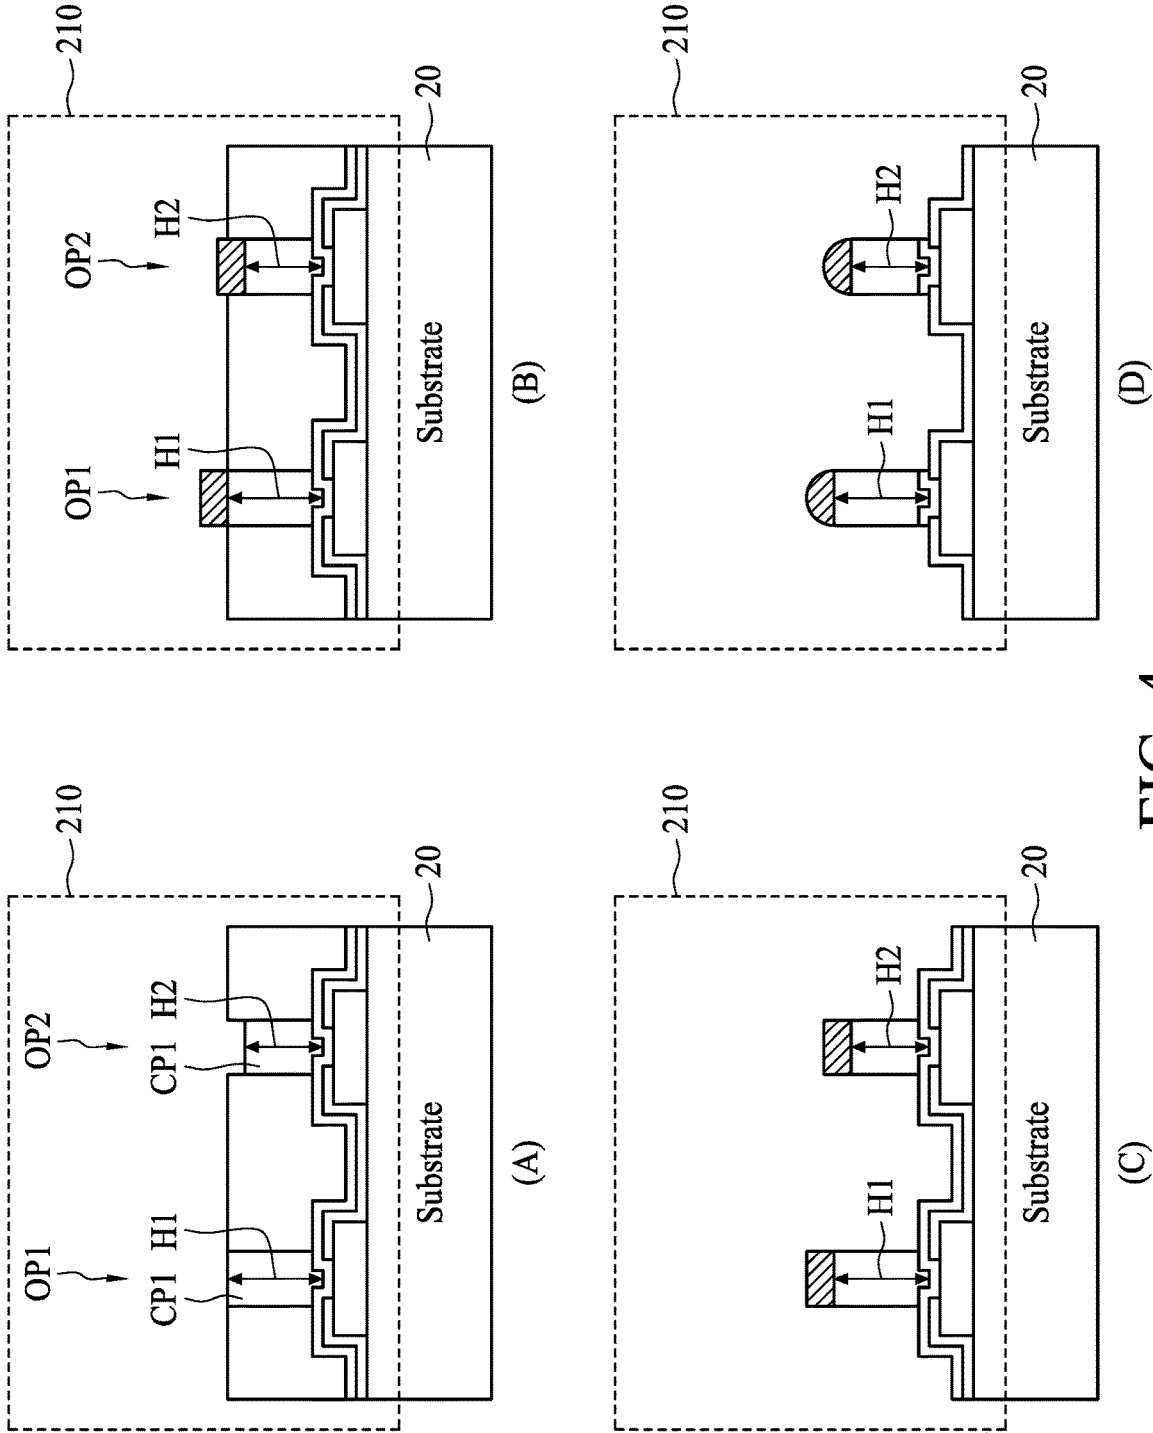 OP1
OP2
210
CP1
H1
CP1
H2
20
Substrate
(A)
OP1
OP2
210
H1
H2
20
Substrate
(B)
210
H1
H2
20
Substrate
(C)
210
H1
H2
20
Substrate
(D)
FIG. 4